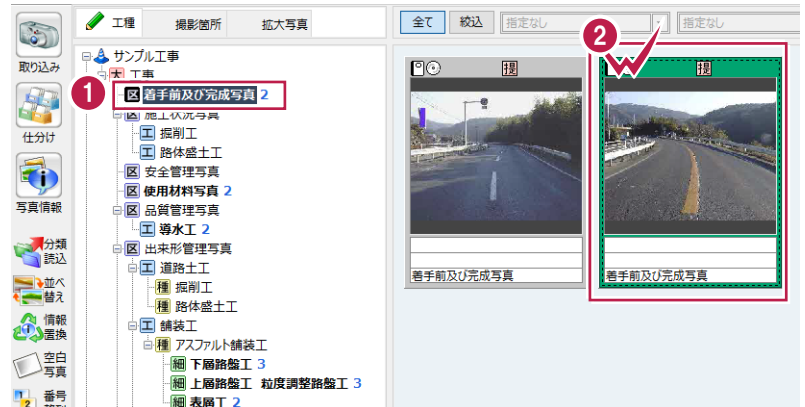 取り込み
仕分け
写真情報
分類
読込
並べ
替え
情報
置換
空白
写真
番号
工種
撮影箇所
拡大写真
サンプル工事
大 工事
1
区 着手前及び完成写真 2
区 施工状況写真
工 掘削工
工 路体盛土工
区 安全管理写真
区 使用材料写真 2
区 品質管理写真
工 導水工 2
区 出来形管理写真
工 道路土工
種 掘削工
種 路体盛土工
工 舗装工
種 アスファルト舗装工
細 下層路盤工 3
細 上層路盤工 粒度調整路盤工 3
細 表層工 2
全て
絞込
指定なし
指定なし
2
提
着手前及び完成写真
提
着手前及び完成写真